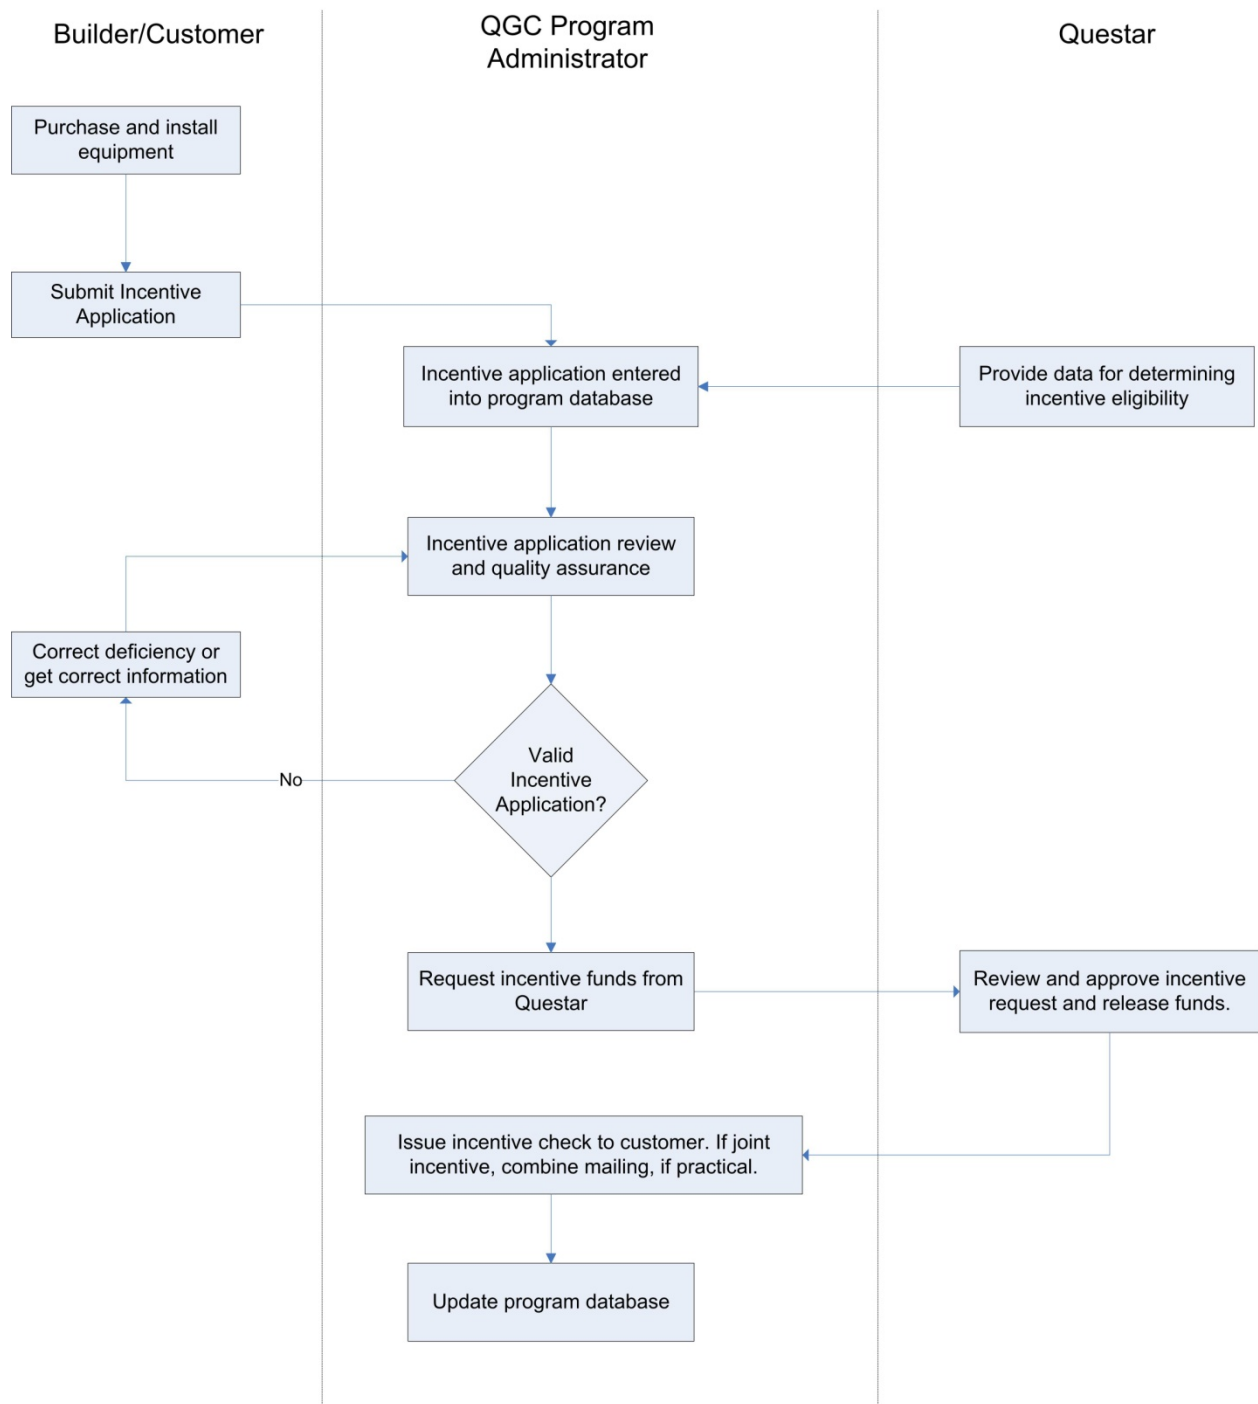 Builder/Customer
QGC Program
Administrator
Questar
Purchase and install
equipment
Submit Incentive
Application
Incentive application entered
into program database
Provide data for determining
incentive eligibility
Incentive application review
and quality assurance
Correct deficiency or
get correct information
Valid
Incentive
Application?
No
Request incentive funds from
Questar
Review and approve incentive
request and release funds.
Issue incentive check to customer. If joint
incentive, combine mailing, if practical.
Update program database